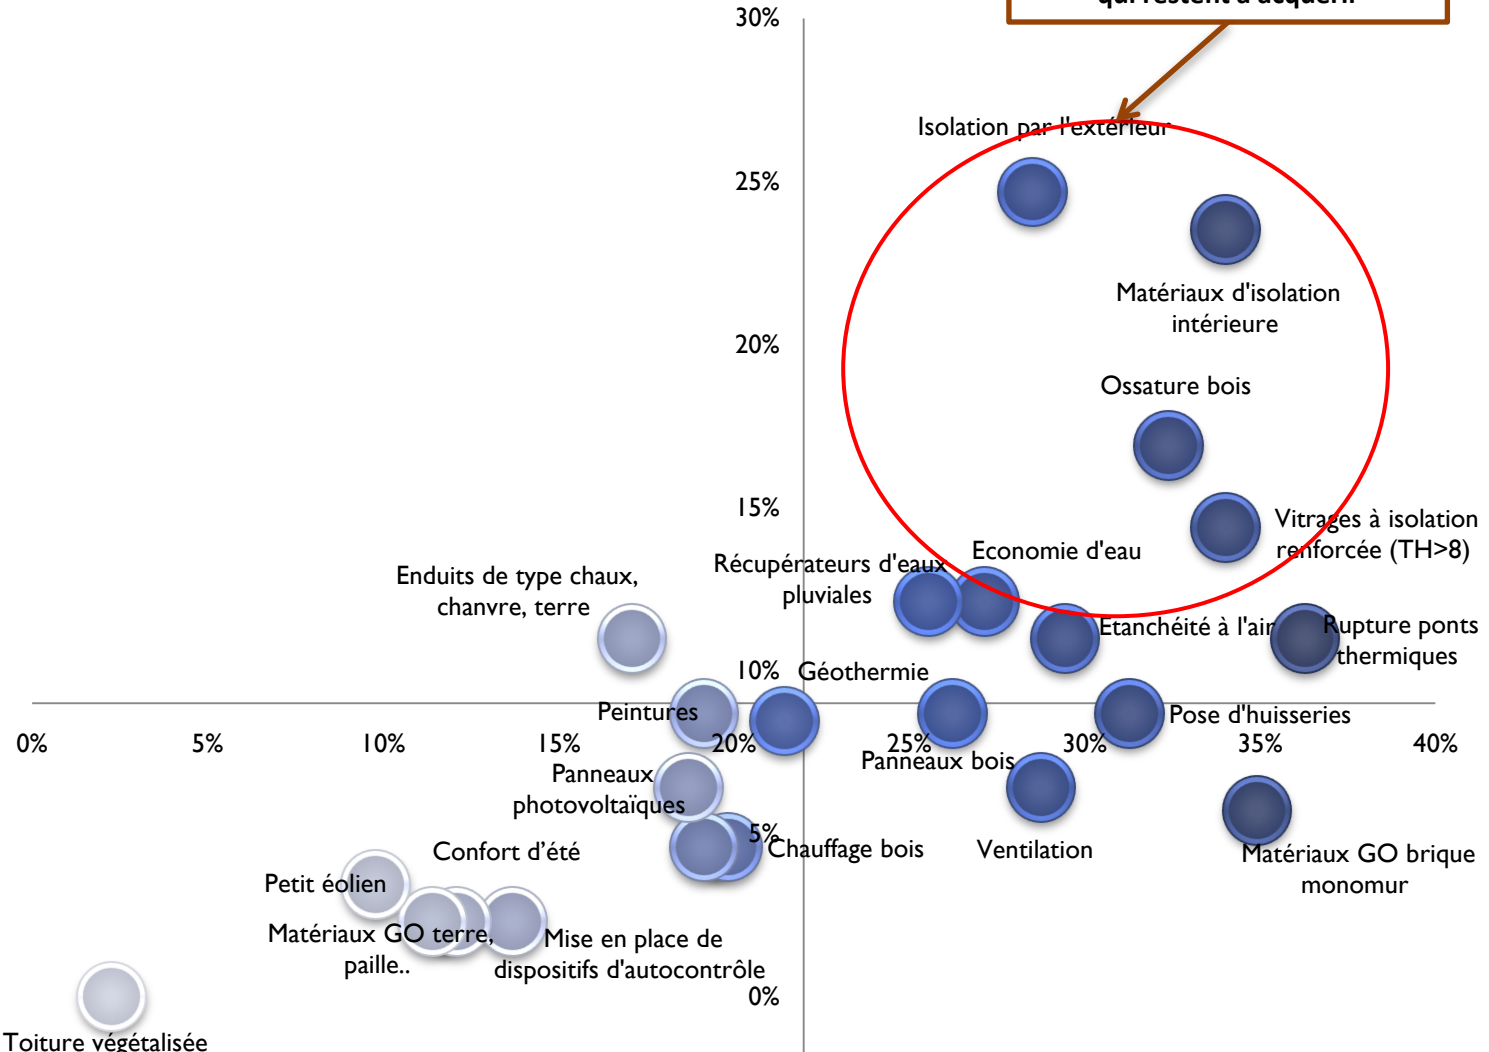 qui restent à acquérir
30%
Isolation par l'extérieur
25%
Matériaux d'isolation
intérieure
20%
Ossature bois
15%
Vitrages à isolation
renforcée (TH>8)
Economie d'eau
Récupérateurs d'eaux
pluviales
Enduits de type chaux,
chanvre, terre
Etanchéité à l'air
Rupture ponts
thermiques
10%
Géothermie
Peintures
Pose d'huisseries
0%
5%
10%
15%
20%
25%
30%
35%
40%
Panneaux bois
Panneaux
photovoltaïques
5%
Chauffage bois
Ventilation
Confort d’été
Matériaux GO brique
monomur
Petit éolien
Matériaux GO terre,
paille..
Mise en place de
dispositifs d'autocontrôle
0%
Toiture végétalisée